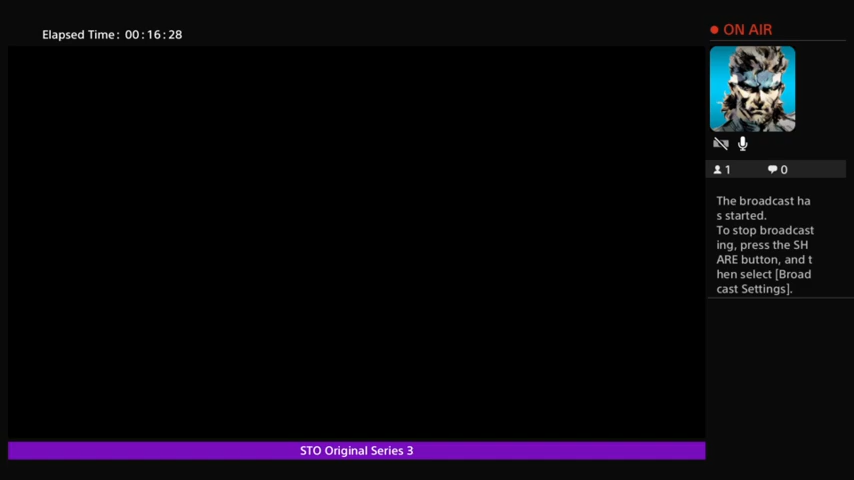 Elapsed Time: 00:16:28
ON AIR
1 0
The broadcast ha
s started.
To stop broadcast
ing, press the SH
ARE button, and t
hen select [Broad
cast Settings].
STO Original Series 3